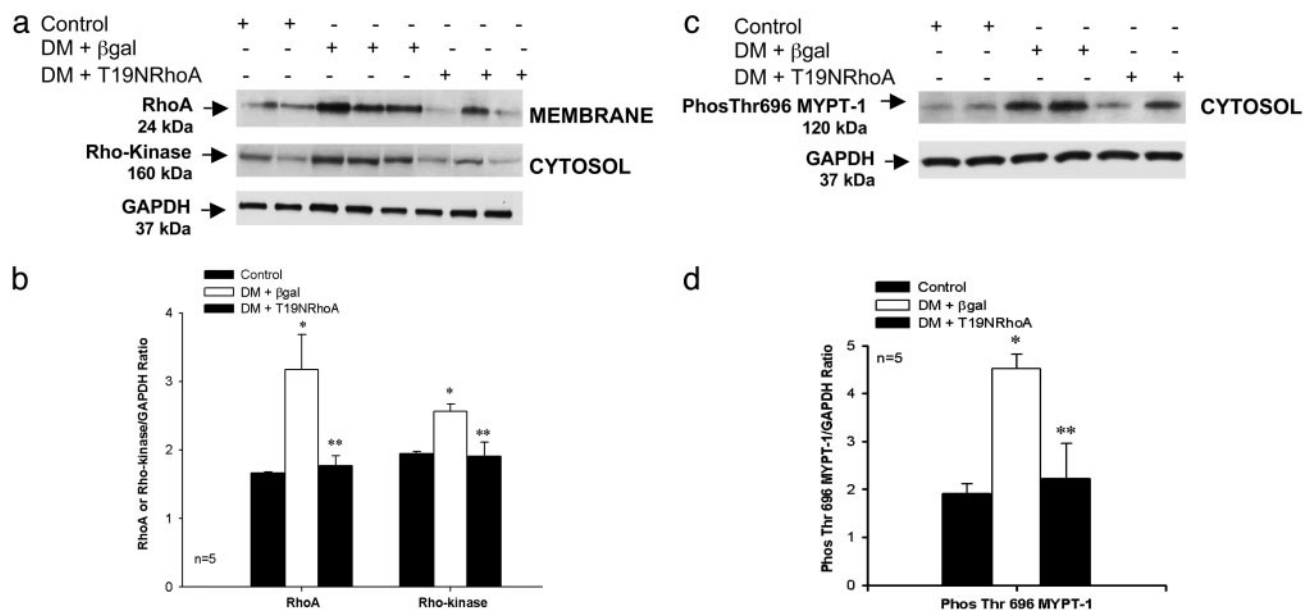 a
Control + + - - - - - -
DM + βgal - - + + + - - -
DM + T19NRhoA - - - - - + + +
RhoA
24 kDa
MEMBRANE
Rho-Kinase
160 kDa
CYTOSOL
GAPDH
37 kDa
b
Control
DM + βgal
DM + T19NRhoA
RhoA or Rho-kinase/GAPDH Ratio
4
3
2
1
0
*
**
*
**
n=5
RhoA Rho-kinase
c
Control + + - - - -
DM + βgal - - + + - -
DM + T19NRhoA - - - - + +
PhosThr696 MYPT-1
120 kDa
CYTOSOL
GAPDH
37 kDa
d
Control
DM + βgal
DM + T19NRhoA
Phos Thr 696 MYPT-1/GAPDH Ratio
5
4
3
2
1
0
n=5
*
**
Phos Thr 696 MYPT-1